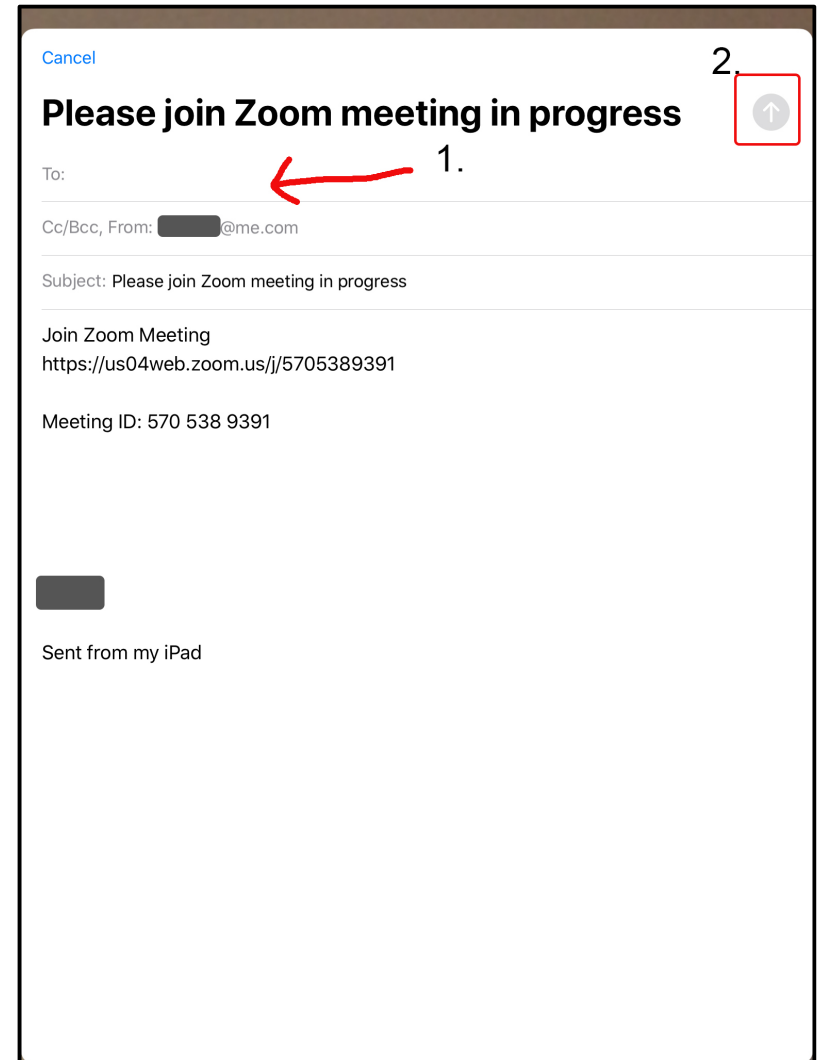 Cancel
2.
Please join Zoom meeting in progress
1.
To:
Cc/Bcc, From: @me.com
Subject: Please join Zoom meeting in progress
Join Zoom Meeting
https://us04web.zoom.us/j/5705389391
Meeting ID: 570 538 9391
Sent from my iPad